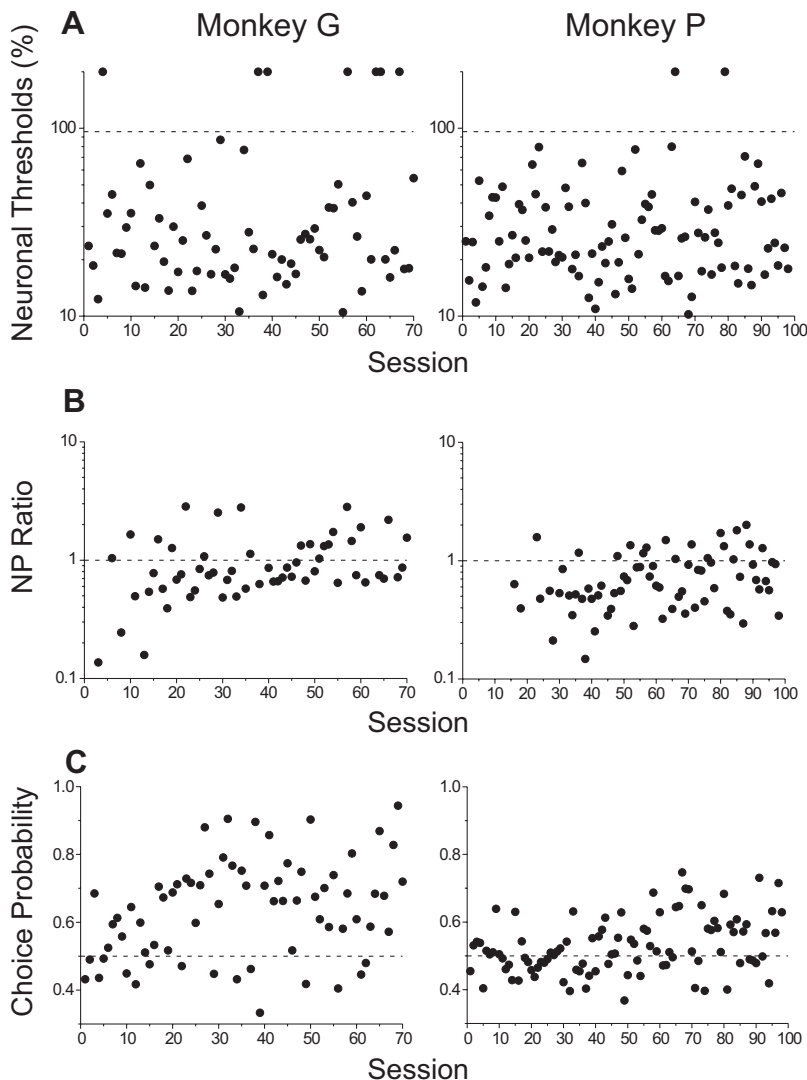 A
Monkey G
Monkey P
Neuronal Thresholds (%)
100
10
0 10 20 30 40 50 60 70
100
10
0 10 20 30 40 50 60 70 80 90 100
Session
B
NP Ratio
10
1
0.1
0 10 20 30 40 50 60 70
10
1
0.1
0 10 20 30 40 50 60 70 80 90 100
Session
C
Choice Probability
1.0
0.8
0.6
0.4
0 10 20 30 40 50 60 70
1.0
0.8
0.6
0.4
0 10 20 30 40 50 60 70 80 90 100
Session